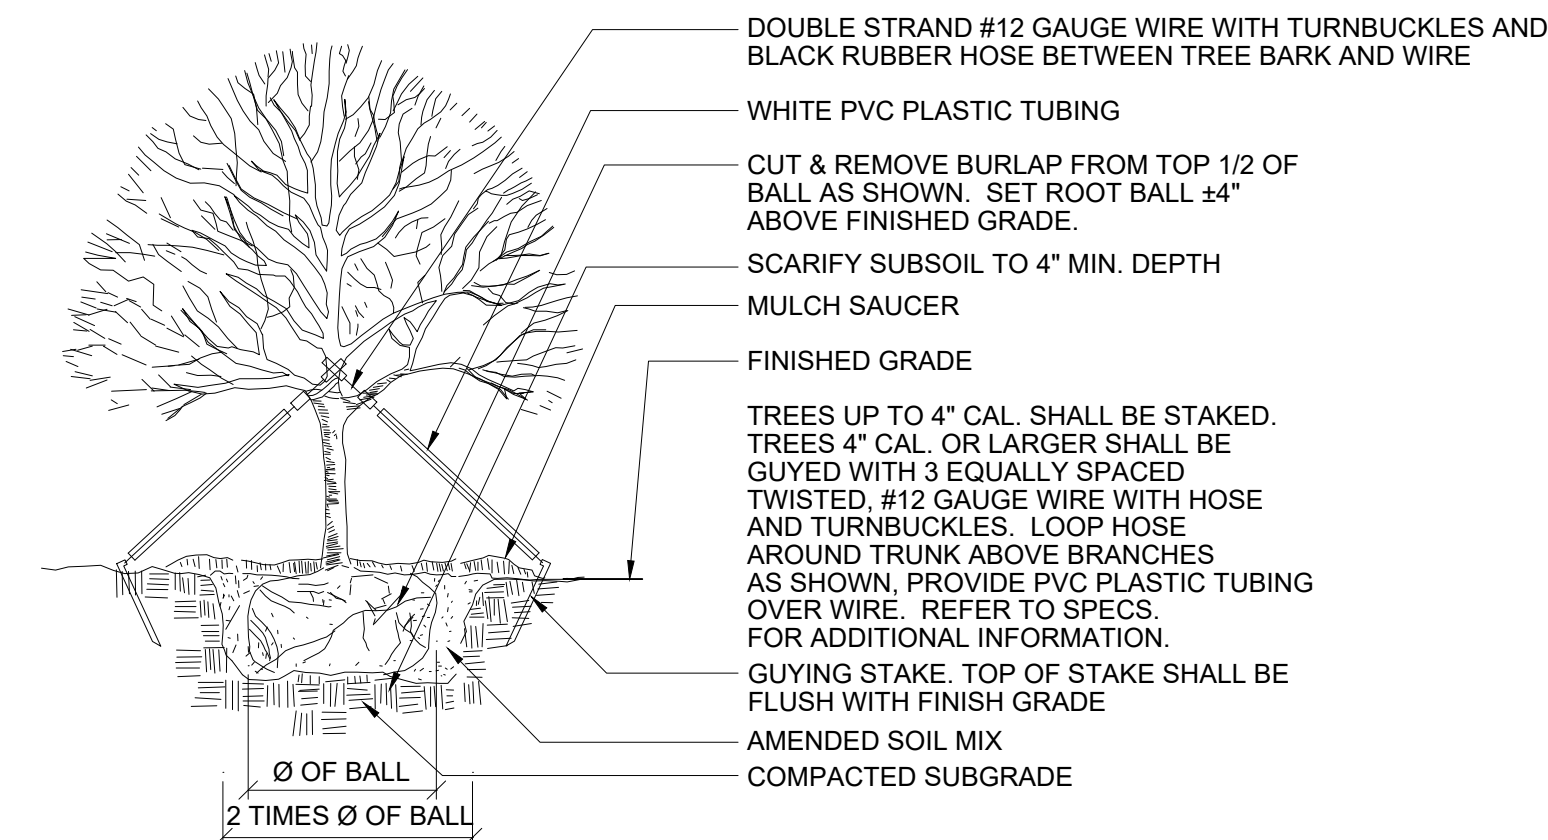 DOUBLE STRAND #12 GAUGE WIRE WITH TURNBUCKLES AND
BLACK RUBBER HOSE BETWEEN TREE BARK AND WIRE
WHITE PVC PLASTIC TUBING
CUT & REMOVE BURLAP FROM TOP 1/2 OF
BALL AS SHOWN.  SET ROOT BALL ±4"
ABOVE FINISHED GRADE.
SCARIFY SUBSOIL TO 4" MIN. DEPTH
MULCH SAUCER
FINISHED GRADE
TREES UP TO 4" CAL. SHALL BE STAKED.
TREES 4" CAL. OR LARGER SHALL BE
GUYED WITH 3 EQUALLY SPACED
TWISTED, #12 GAUGE WIRE WITH HOSE
AND TURNBUCKLES.  LOOP HOSE
AROUND TRUNK ABOVE BRANCHES
AS SHOWN, PROVIDE PVC PLASTIC TUBING
OVER WIRE.  REFER TO SPECS.
FOR ADDITIONAL INFORMATION.
GUYING STAKE. TOP OF STAKE SHALL BE
FLUSH WITH FINISH GRADE
AMENDED SOIL MIX
COMPACTED SUBGRADE
Ø OF BALL
2 TIMES Ø OF BALL